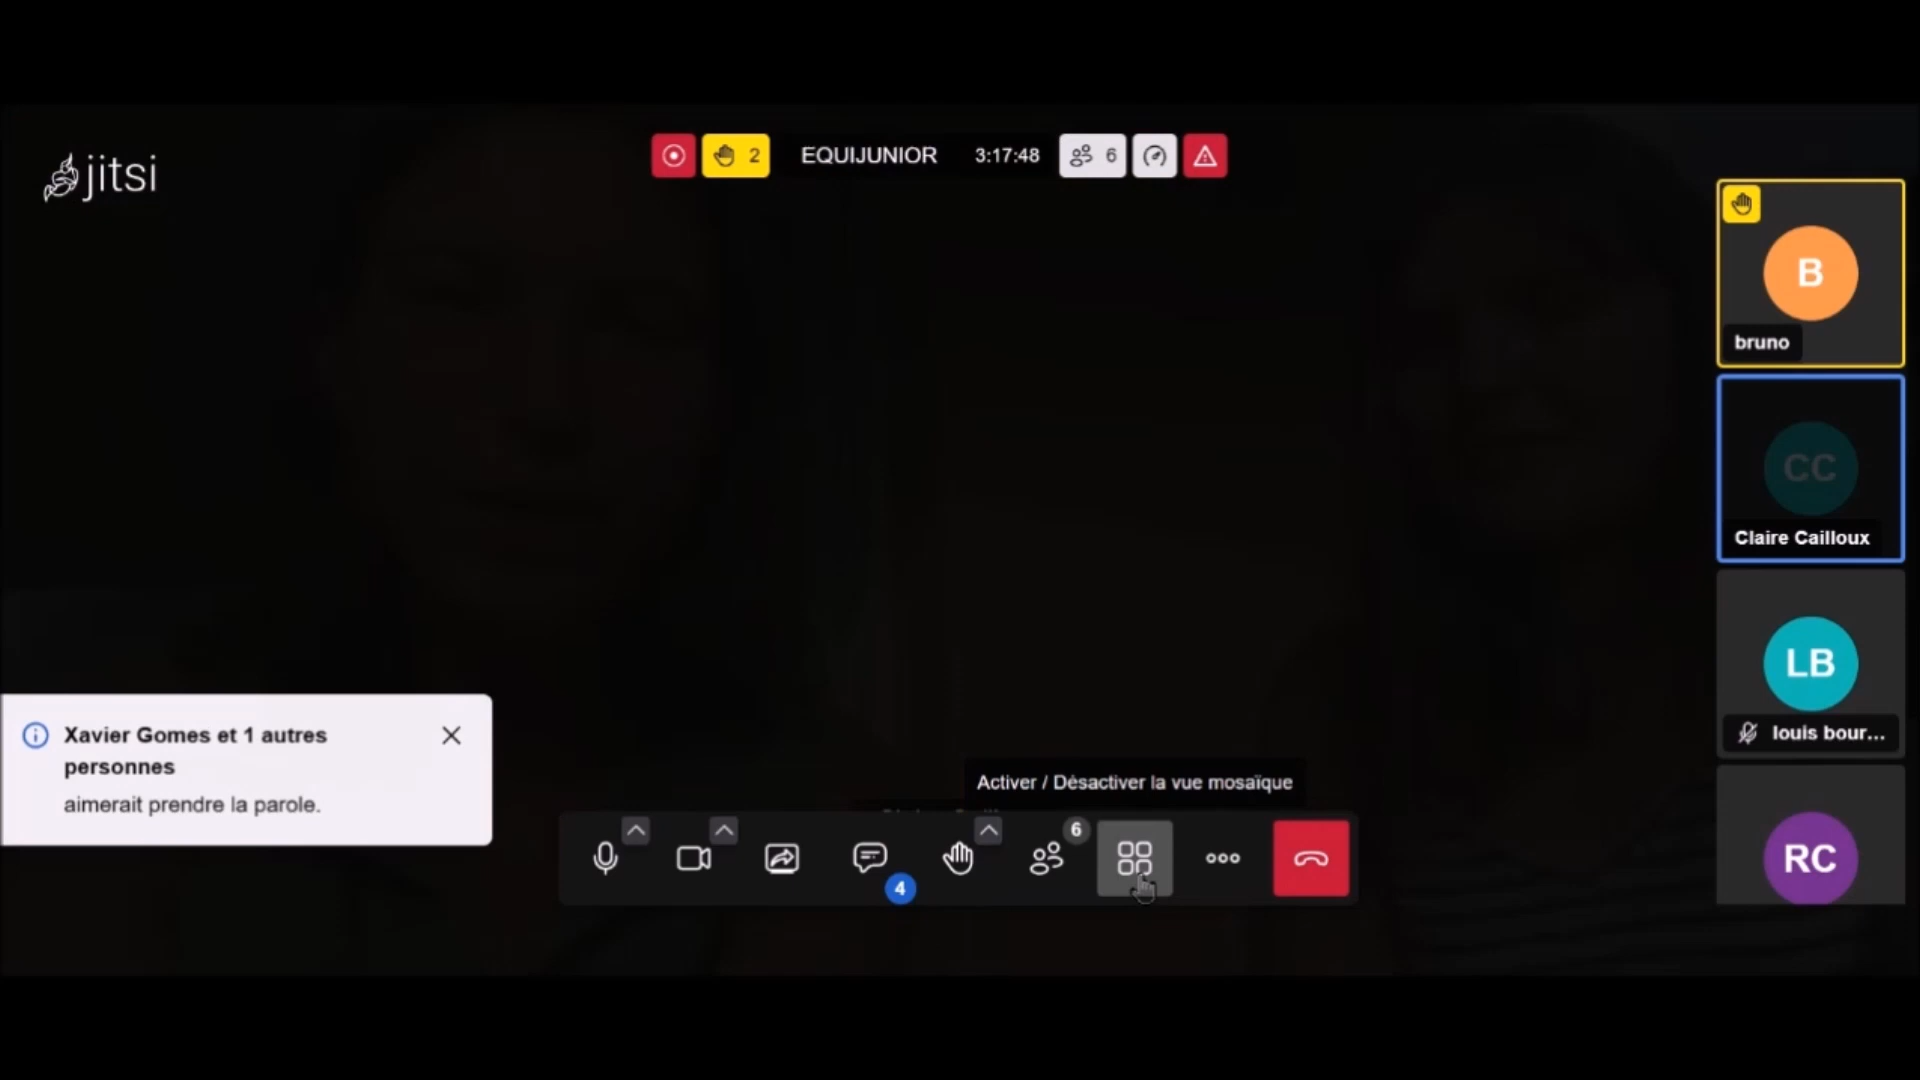 jitsi
2
EQUIJUNIOR
3:17:48
6
B
bruno
CC
Claire Cailloux
LB
louis bour...
RC
Xavier Gomes et 1 autres
personnes
aimerait prendre la parole.
Activer / Désactiver la vue mosaïque
4
6